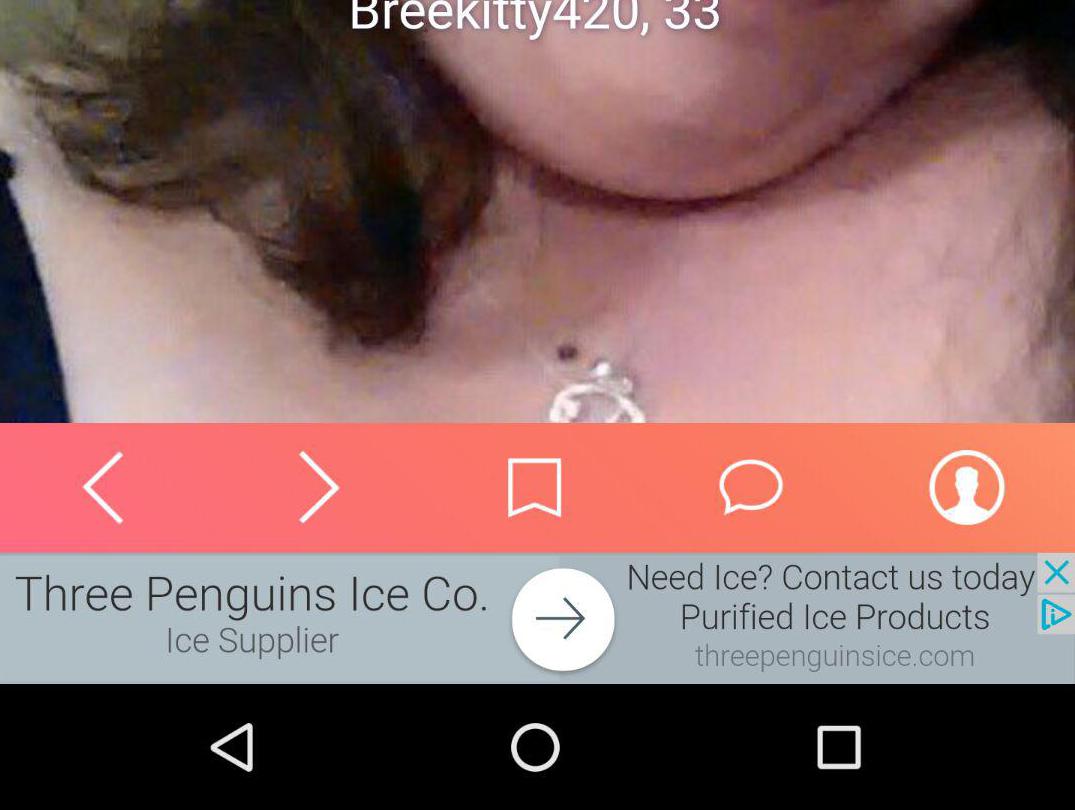 Breekitty420, 33
Three Penguins Ice Co.
Ice Supplier
Need Ice? Contact us today
Purified Ice Products
threepenguinsice.com